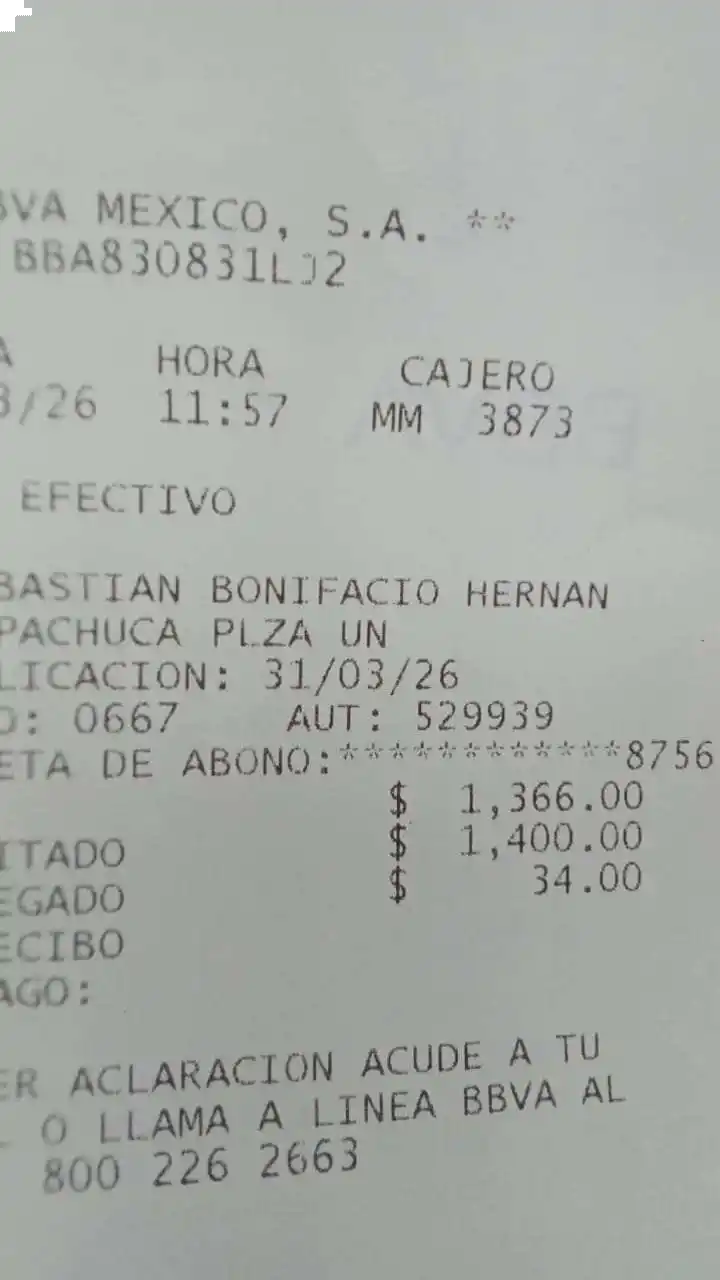 BVA MEXICO, S.A. **
BBA830831LJ2
A HORA CAJERO
3/26 11:57 MM 3873
EFECTIVO
BASTIAN BONIFACIO HERNAN
PACHUCA PLZA UN
LICACION: 31/03/26
O: 0667 AUT: 529939
ETA DE ABONO:************8756
$ 1,366.00
ITADO $ 1,400.00
EGADO $ 34.00
ECIBO
AGO:
ER ACLARACION ACUDE A TU
L O LLAMA A LINEA BBVA AL
800 226 2663